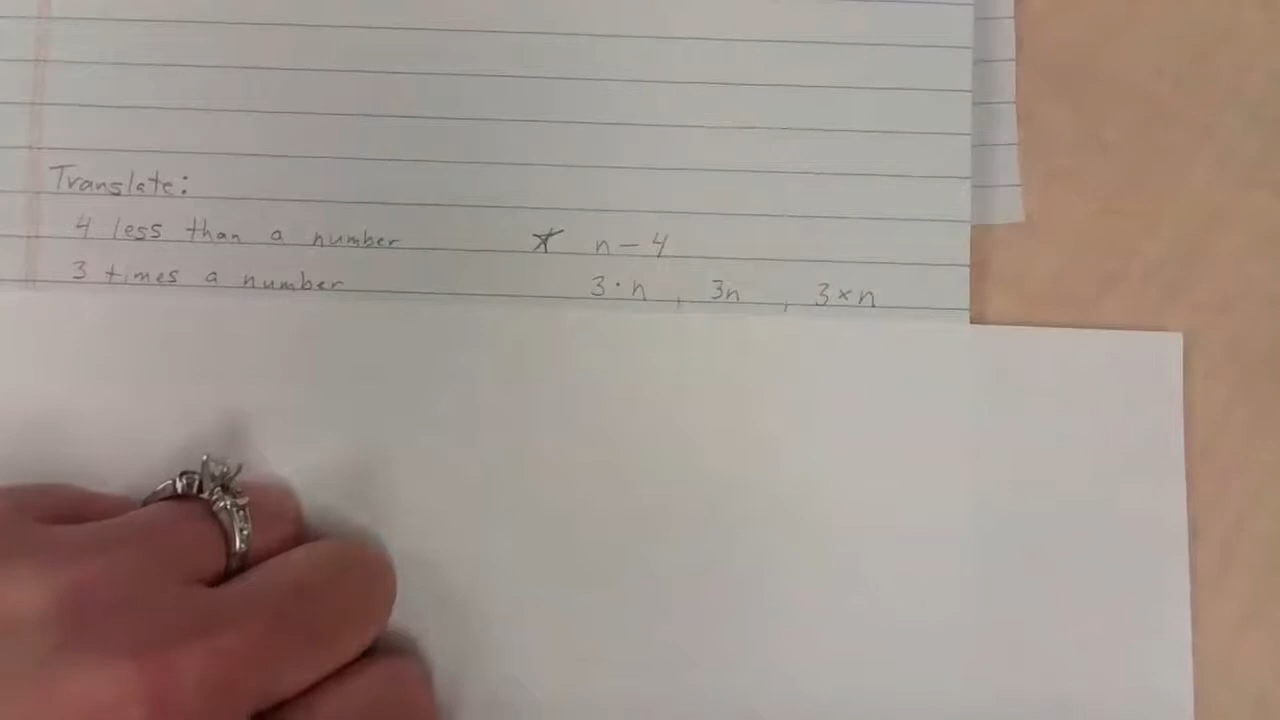 Translate:
4 less than a number ★ n - 4
3 times a number 3 · n , 3n , 3 × n